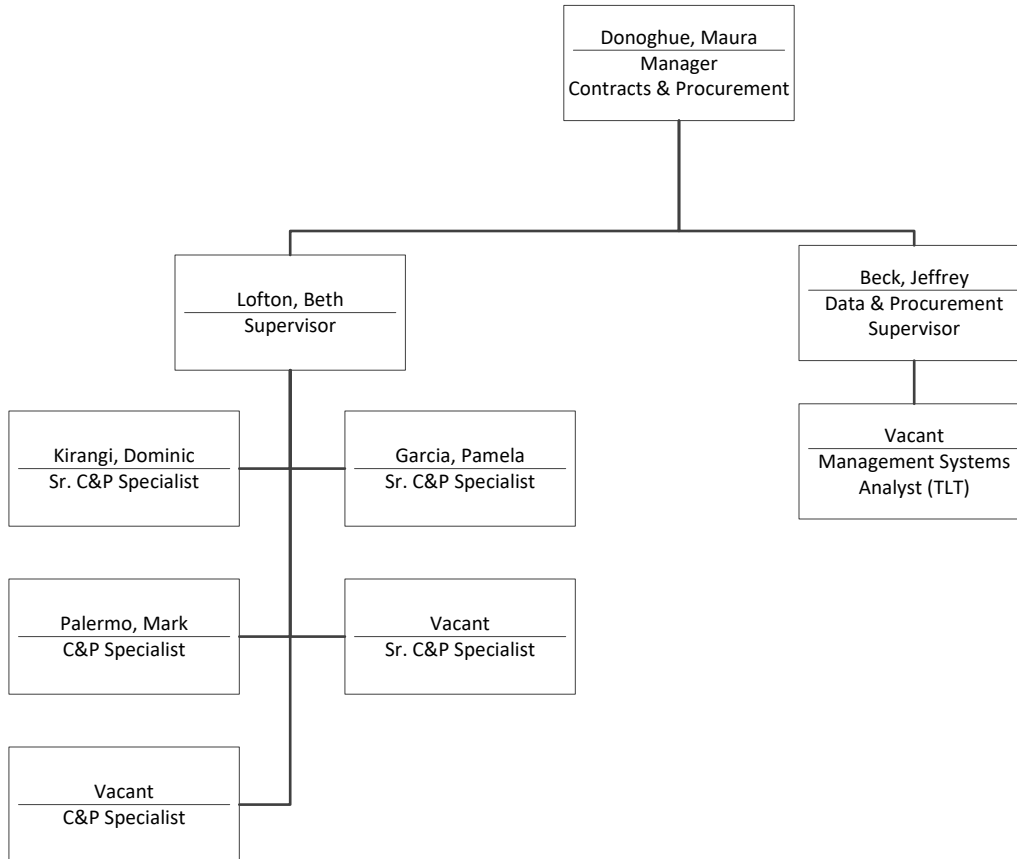 Donoghue, Maura
Manager
Contracts & Procurement
Lofton, Beth
Supervisor
Beck, Jeffrey
Data & Procurement
Supervisor
Kirangi, Dominic
Sr. C&P Specialist
Garcia, Pamela
Sr. C&P Specialist
Vacant
Management Systems
Analyst (TLT)
Palermo, Mark
C&P Specialist
Vacant
Sr. C&P Specialist
Vacant
C&P Specialist